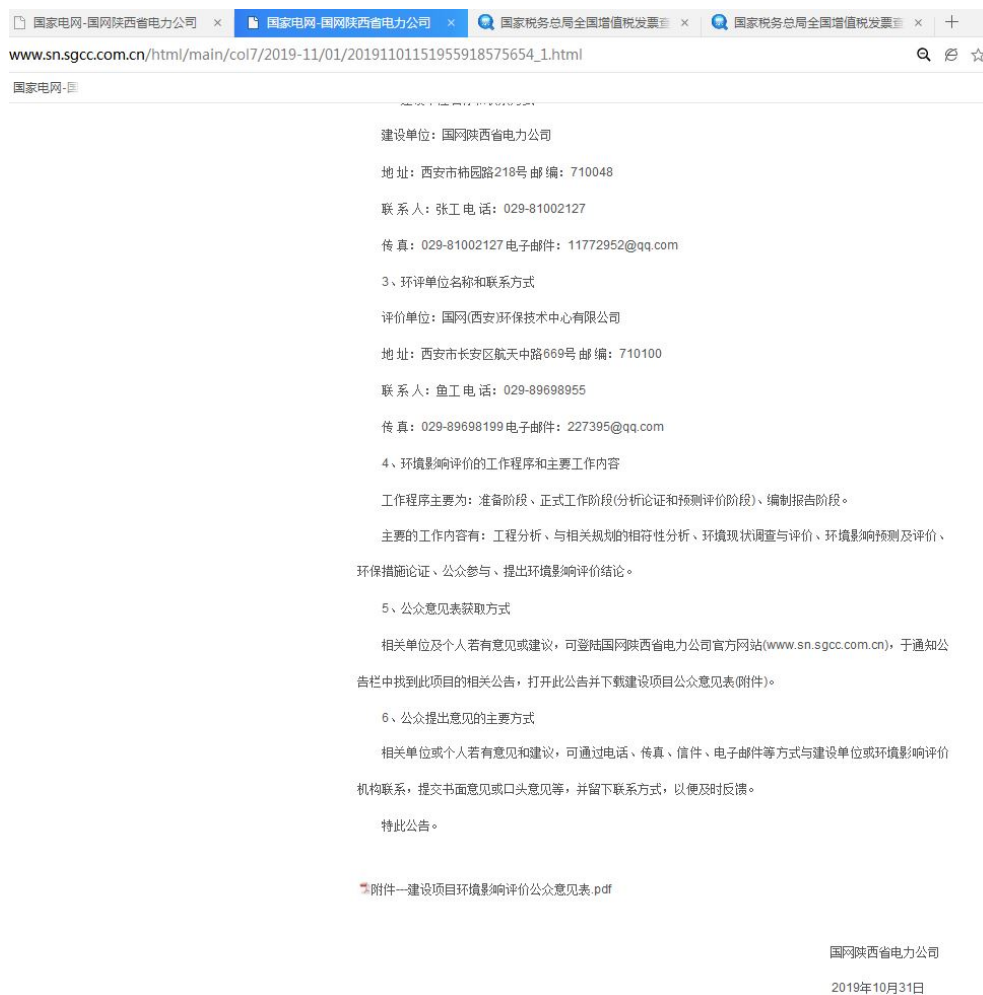 国家电网-国网陕西省电力公司 ×
国家电网-国网陕西省电力公司 ×
国家税务总局全国增值税发票查 ×
国家税务总局全国增值税发票查 ×
www.sn.sgcc.com.cn/html/main/col7/2019-11/01/20191101151955918575654_1.html
国家电网-国
建设单位：国网陕西省电力公司
地 址：西安市柿园路218号 邮 编：710048
联 系 人：张工 电 话：029-81002127
传 真：029-81002127 电子邮件：11772952@qq.com
3、环评单位名称和联系方式
评价单位：国网(西安)环保技术中心有限公司
地 址：西安市长安区航天中路669号 邮 编：710100
联 系 人：鱼工 电 话：029-89698955
传 真：029-89698199 电子邮件：227395@qq.com
4、环境影响评价的工作程序和主要工作内容
工作程序主要为：准备阶段、正式工作阶段(分析论证和预测评价阶段)、编制报告阶段。
主要的工作内容有：工程分析、与相关规划的相符性分析、环境现状调查与评价、环境影响预测及评价、
环保措施论证、公众参与、提出环境影响评价结论。
5、公众意见表获取方式
相关单位及个人若有意见或建议，可登陆国网陕西省电力公司官方网站(www.sn.sgcc.com.cn)，于通知公
告栏中找到此项目的相关公告，打开此公告并下载建设项目公众意见表(附件)。
6、公众提出意见的主要方式
相关单位或个人若有意见和建议，可通过电话、传真、信件、电子邮件等方式与建设单位或环境影响评价
机构联系，提交书面意见或口头意见等，并留下联系方式，以便及时反馈。
特此公告。
附件---建设项目环境影响评价公众意见表.pdf
国网陕西省电力公司
2019年10月31日